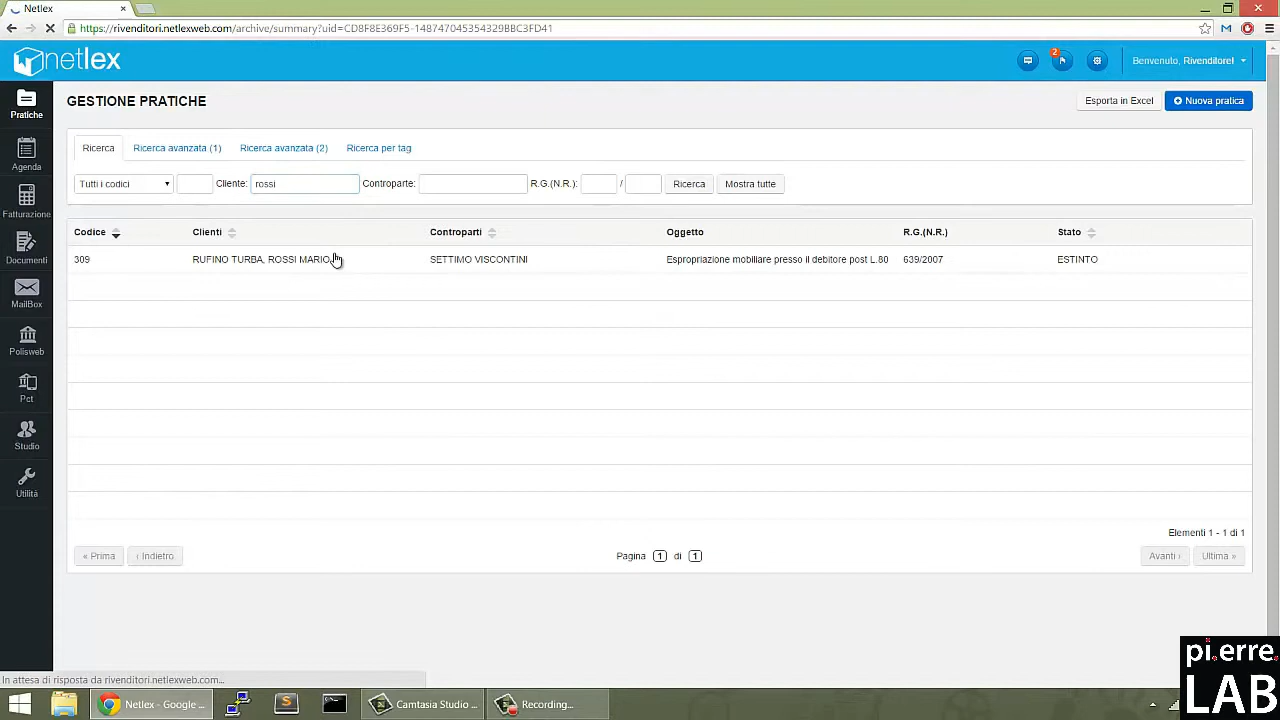 Netlex
https://rivenditori.netlexweb.com/archive/summary?uid=CD8F8E369F5-148747045354329BBC3FD41
netlex
2
Benvenuto, Rivenditorel
Pratiche
Agenda
Fatturazione
Documenti
MailBox
Polisweb
Pct
Studio
Utilità
GESTIONE PRATICHE
Esporta in Excel
Nuova pratica
Ricerca Ricerca avanzata (1) Ricerca avanzata (2) Ricerca per tag
Tutti i codici Cliente: rossi Controparte: R.G.(N.R.): / Ricerca Mostra tutte
Codice Clienti Controparti Oggetto R.G.(N.R.) Stato
309 RUFINO TURBA, ROSSI MARIO SETTIMO VISCONTINI Espropriazione mobiliare presso il debitore post L.80 639/2007 ESTINTO
Elementi 1 - 1 di 1
« Prima ‹ Indietro Pagina 1 di 1 Avanti › Ultima »
In attesa di risposta da rivenditori.netlexweb.com...
Netlex - Google ... Camtasia Studio ... Recording...
pi.erre.
LAB